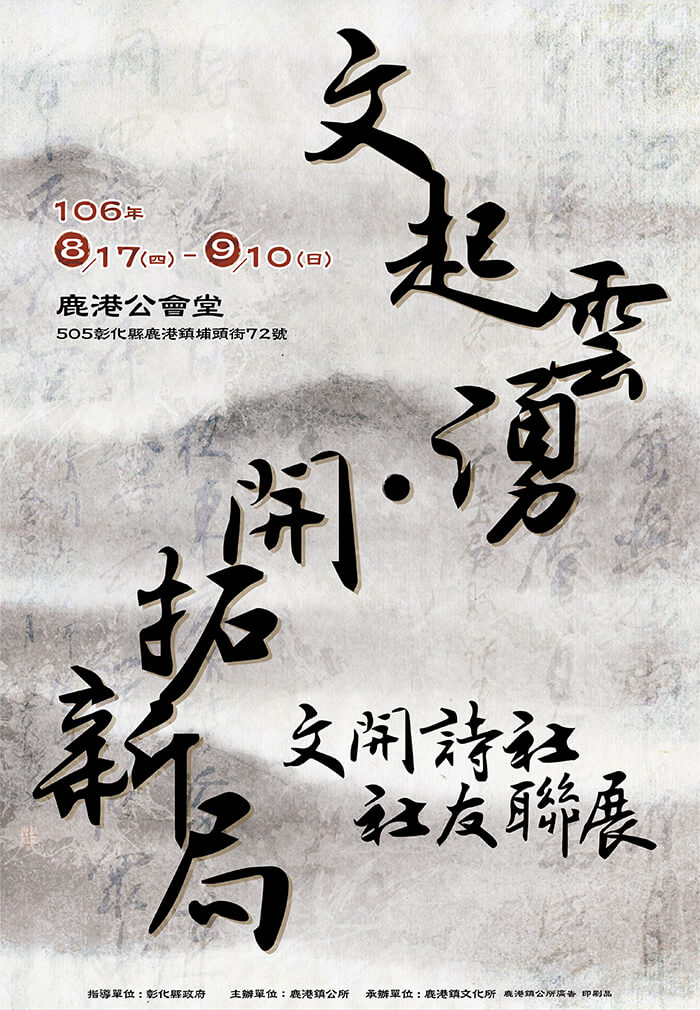 文起雲湧・開拓新局
106年
8/17(四)-9/10(日)
鹿港公會堂
505彰化縣鹿港鎮埔頭街72號
文開詩社
社友聯展
指導單位：彰化縣政府 主辦單位：鹿港鎮公所 承辦單位：鹿港鎮文化所 鹿港鎮公所廣告 印刷品